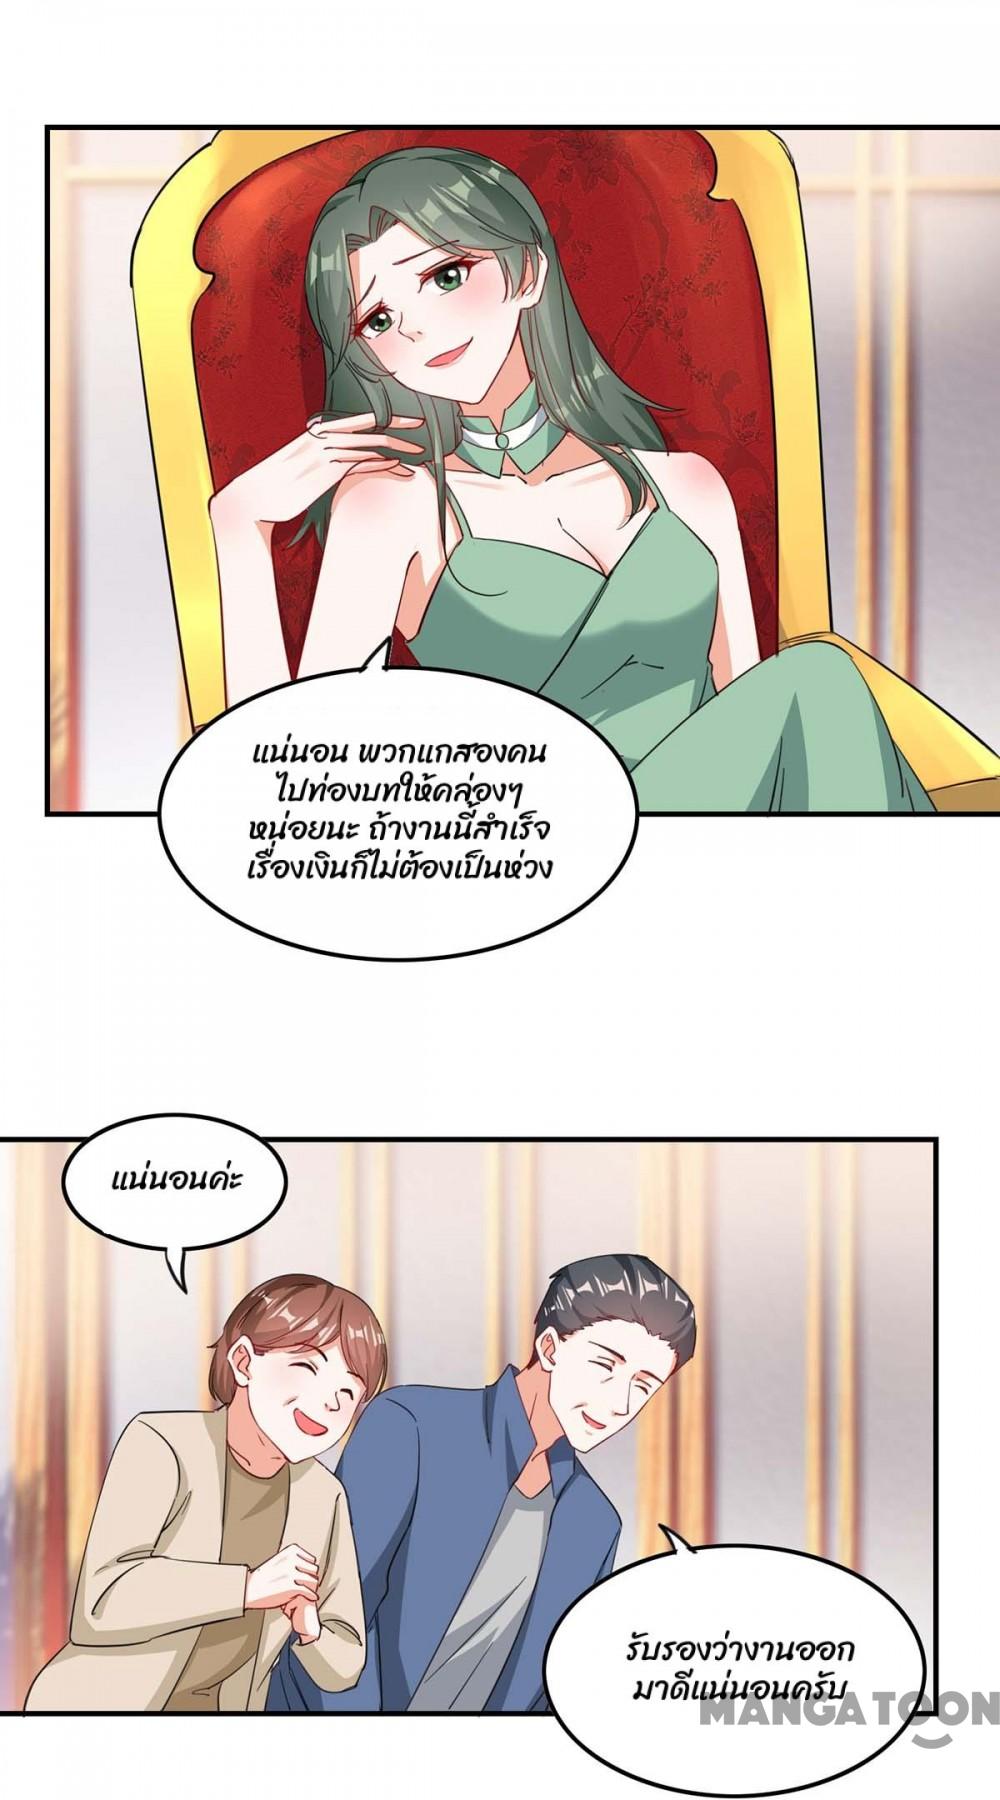 แน่นอน พวกแกสองคน
ไปท่องบทให้คล่องๆ
หน่อยนะ ถ้างานนี้สำเร็จ
เรื่องเงินก็ไม่ต้องเป็นห่วง
แน่นอนค่ะ
รับรองว่างานออก
มาดีแน่นอนครับ
MANGATOON